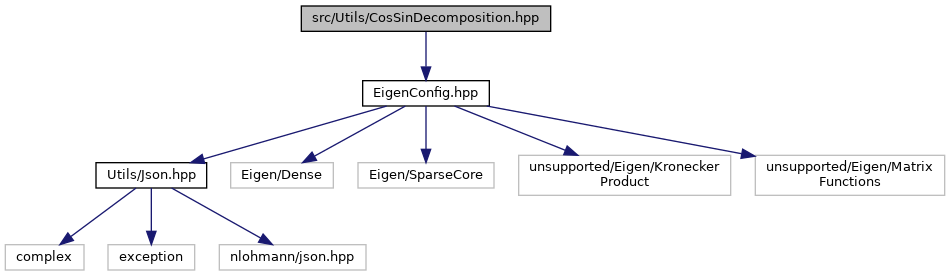 src/Utils/CosSinDecomposition.hpp
EigenConfig.hpp
Utils/Json.hpp
Eigen/Dense
Eigen/SparseCore
unsupported/Eigen/Kronecker
Product
unsupported/Eigen/Matrix
Functions
complex
exception
nlohmann/json.hpp